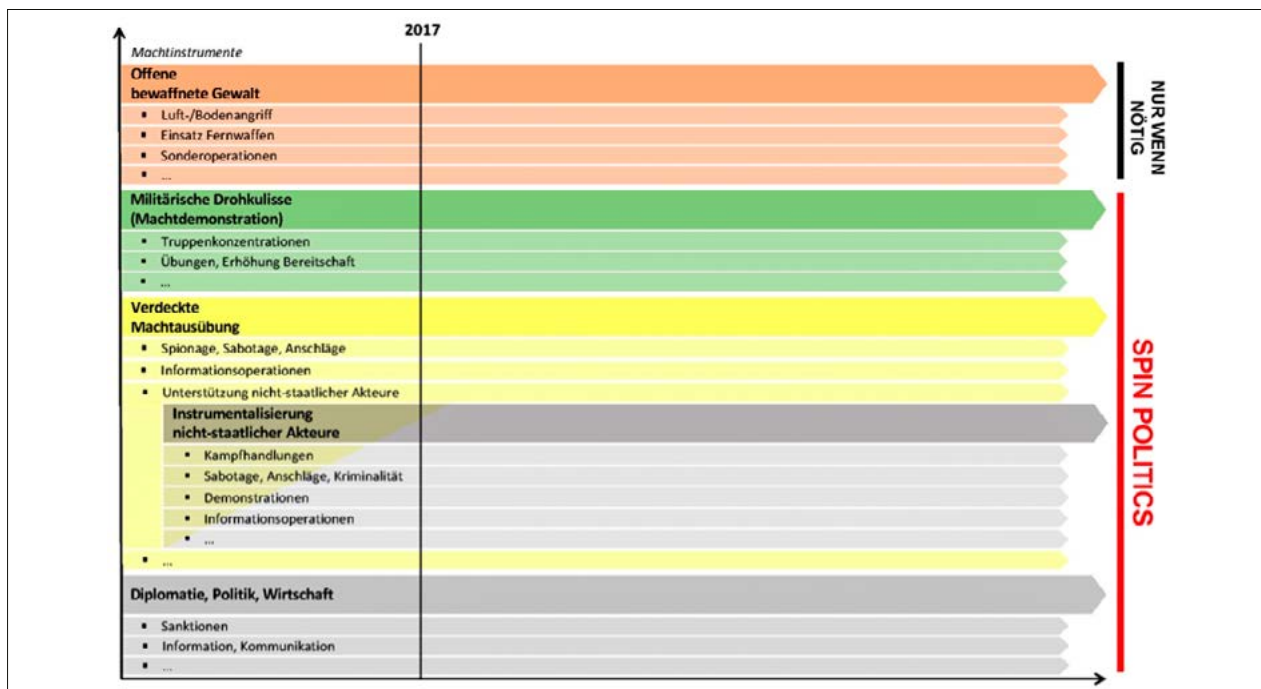 2017
Machtinstrumente
Offene
bewaffnete Gewalt
▪ Luft-/Bodenangriff
▪ Einsatz Fernwaffen
▪ Sonderoperationen
▪ ...
NUR WENN
NÖTIG
Militärische Drohkulisse
(Machtdemonstration)
▪ Truppenkonzentrationen
▪ Übungen, Erhöhung Bereitschaft
▪ ...
Verdeckte
Machtausübung
▪ Spionage, Sabotage, Anschläge
▪ Informationsoperationen
▪ Unterstützung nicht-staatlicher Akteure
Instrumentalisierung
nicht-staatlicher Akteure
▪ Kampfhandlungen
▪ Sabotage, Anschläge, Kriminalität
▪ Demonstrationen
▪ Informationsoperationen
▪ ...
▪ ...
Diplomatie, Politik, Wirtschaft
▪ Sanktionen
▪ Information, Kommunikation
▪ ...
SPIN POLITICS